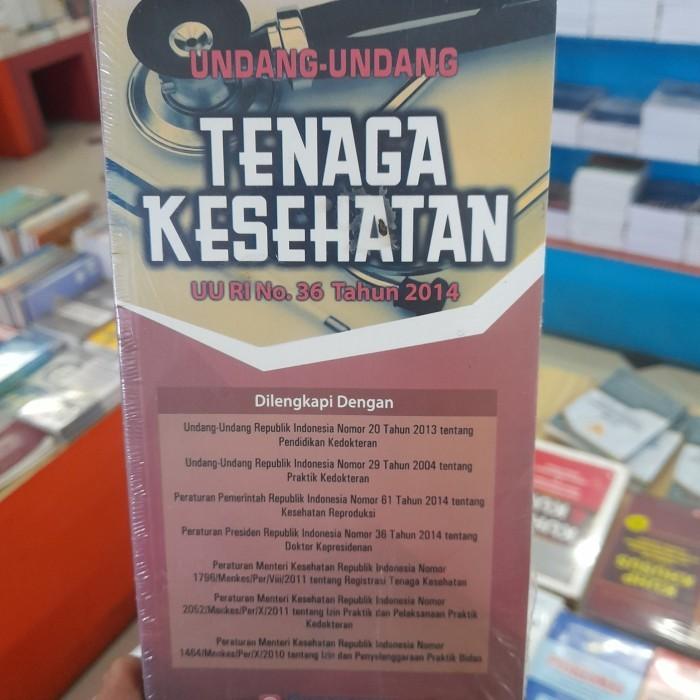 UNDANG-UNDANG
TENAGA
KESEHATAN
UU RI No. 36 Tahun 2014
Dilengkapi Dengan
Undang-Undang Republik Indonesia Nomor 20 Tahun 2013 tentang
Pendidikan Kedokteran
Undang-Undang Republik Indonesia Nomor 29 Tahun 2004 tentang
Praktik Kedokteran
Peraturan Pemerintah Republik Indonesia Nomor 61 Tahun 2014 tentang
Kesehatan Reproduksi
Peraturan Presiden Republik Indonesia Nomor 36 Tahun 2014 tentang
Doktor Kepresidenan
Peraturan Menteri Kesehatan Republik Indonesia Nomor
1796/Menkes/Per/Viii/2011 tentang Registrasi Tenaga Kesehatan
Peraturan Menteri Kesehatan Republik Indonesia Nomor
2052/Menkes/Per/X/2011 tentang Izin Praktik dan Pelaksanaan Praktik
Kedokteran
Peraturan Menteri Kesehatan Republik Indonesia Nomor
1464/Menkes/Per/X/2010 tentang Izin dan Penyelenggaraan Praktik Bidan